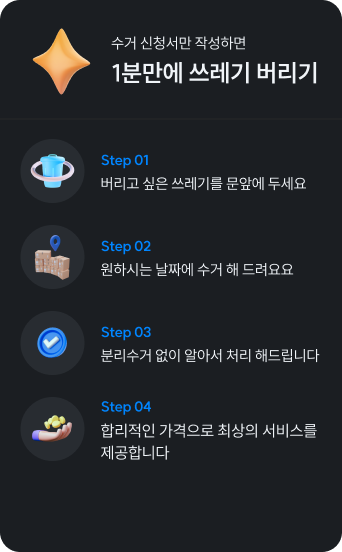 수거 신청서만 작성하면
1분만에 쓰레기 버리기
Step 01
버리고 싶은 쓰레기를 문앞에 두세요
Step 02
원하시는 날짜에 수거 해 드려요요
Step 03
분리수거 없이 알아서 처리 해드립니다
Step 04
합리적인 가격으로 최상의 서비스를
제공합니다